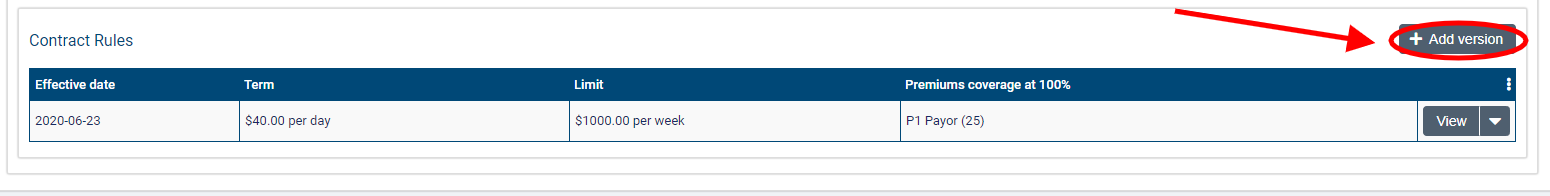 Contract Rules
+ Add version
Effective date Term Limit Premiums coverage at 100%
2020-06-23 $40.00 per day $1000.00 per week P1 Payor (25) View